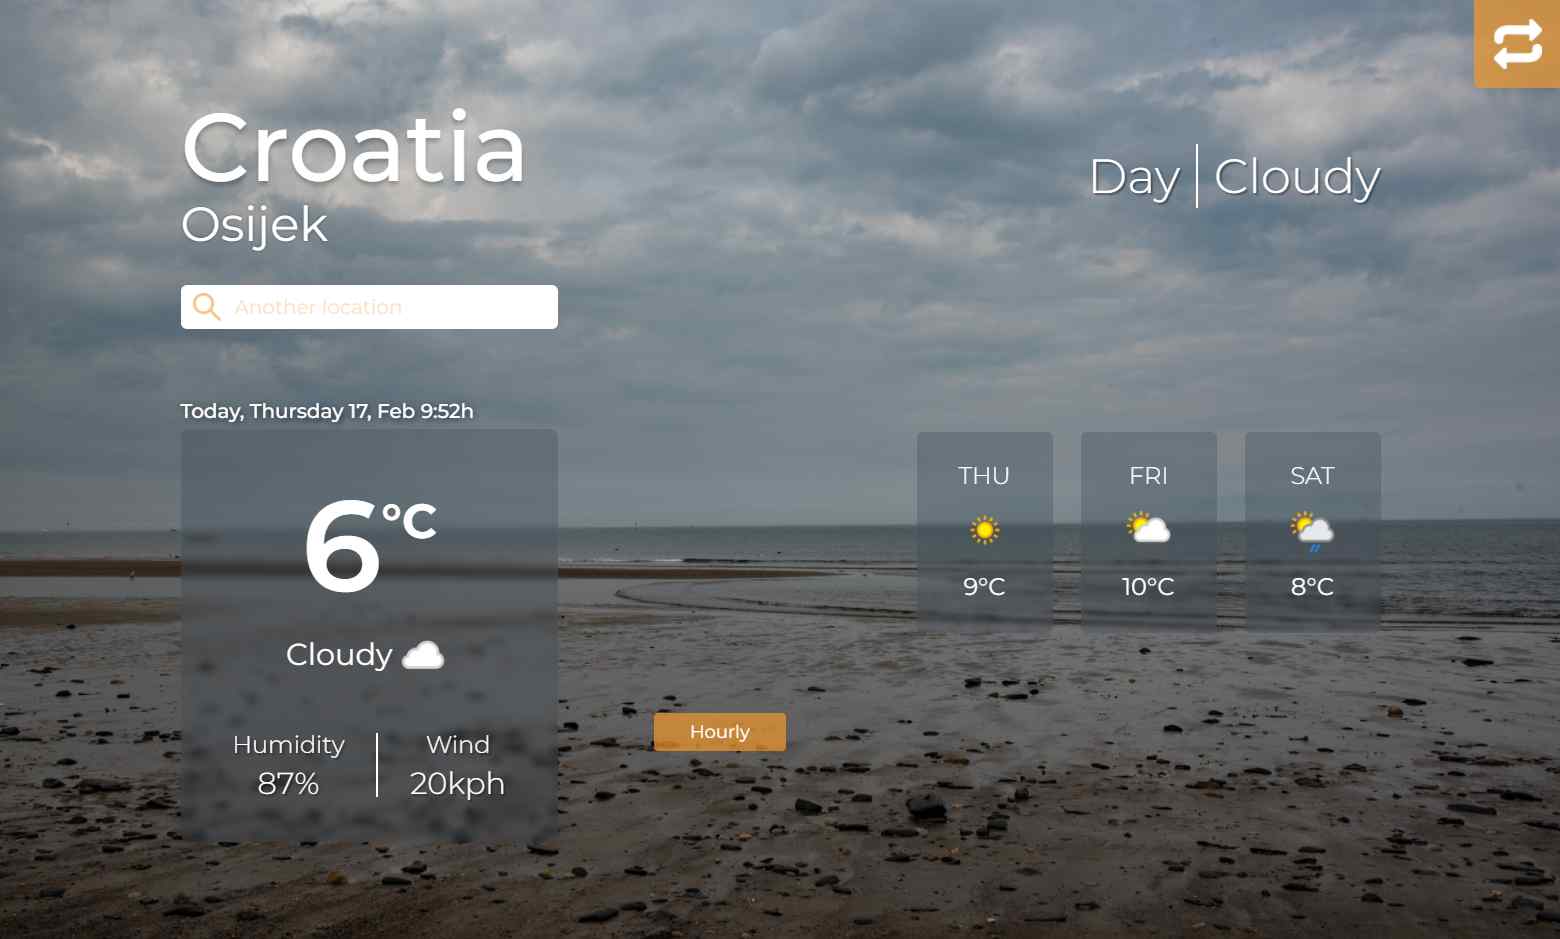 Croatia
Osijek
Day
Cloudy
Another location
Today, Thursday 17, Feb 9:52h
6°C
Cloudy
Humidity
87%
Wind
20kph
THU
9°C
FRI
10°C
SAT
8°C
Hourly